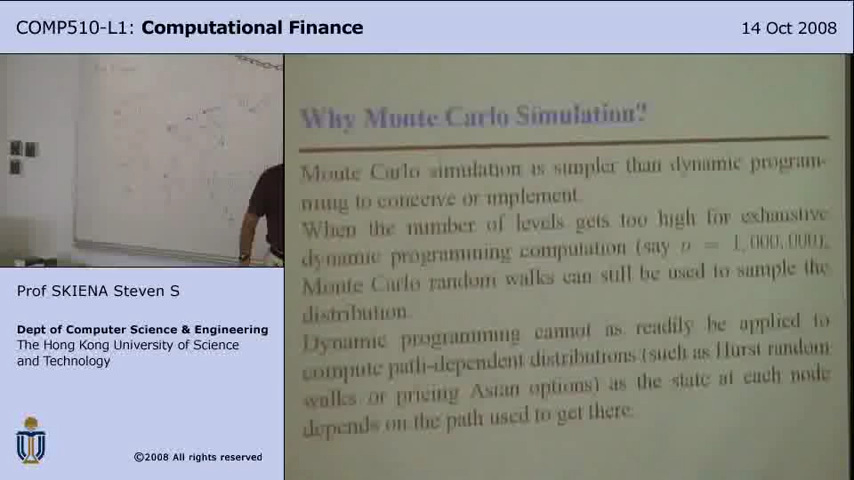 COMP510-L1: Computational Finance
14 Oct 2008
Why Monte Carlo Simulation?
Monte Carlo simulation is simpler than dynamic program-
ming to conceive or implement.
When the number of levels gets too high for exhaustive
dynamic programming computation (say n = 1,000,000),
Monte Carlo random walks can still be used to sample the
distribution.
Dynamic programming cannot as readily be applied to
compute path-dependent distributions (such as Hurst random
walks or pricing Asian options) as the state at each node
depends on the path used to get there.
Prof SKIENA Steven S
Dept of Computer Science & Engineering
The Hong Kong University of Science
and Technology
©2008 All rights reserved